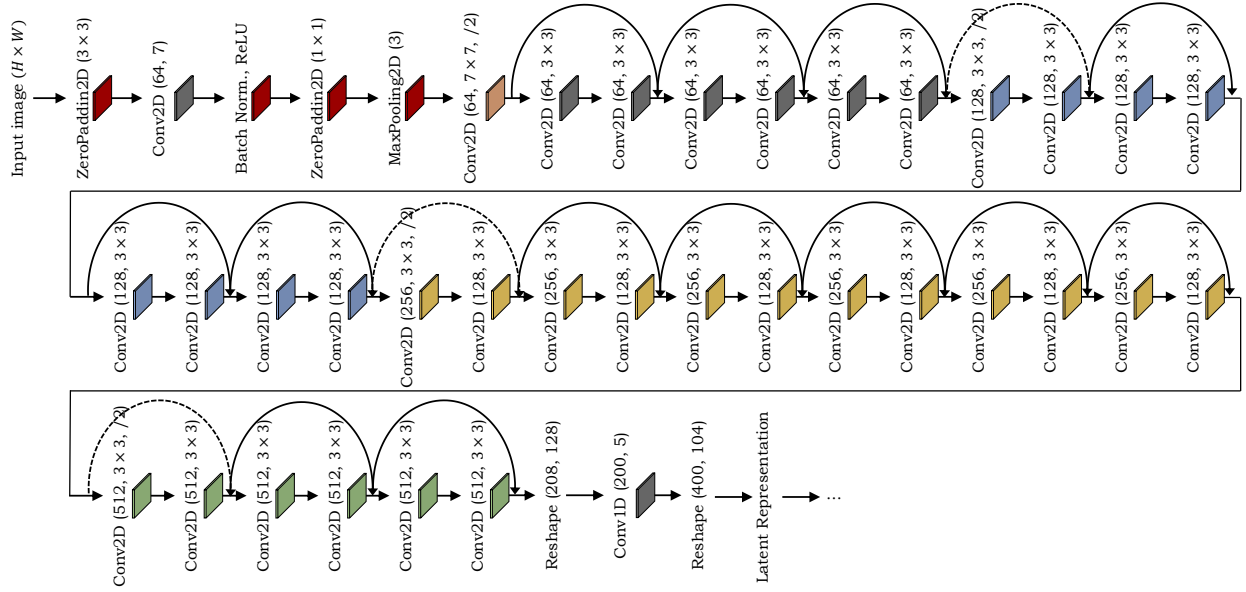 Input image (H × W)
ZeroPaddin2D (3 × 3)
Conv2D (64, 7)
Batch Norm., ReLU
ZeroPaddin2D (1 × 1)
MaxPooling2D (3)
Conv2D (64, 7 × 7, /2)
Conv2D (64, 3 × 3)
Conv2D (64, 3 × 3)
Conv2D (64, 3 × 3)
Conv2D (64, 3 × 3)
Conv2D (64, 3 × 3)
Conv2D (64, 3 × 3)
Conv2D (128, 3 × 3, /2)
Conv2D (128, 3 × 3)
Conv2D (128, 3 × 3)
Conv2D (128, 3 × 3)
Conv2D (128, 3 × 3)
Conv2D (128, 3 × 3)
Conv2D (128, 3 × 3)
Conv2D (128, 3 × 3)
Conv2D (256, 3 × 3, /2)
Conv2D (128, 3 × 3)
Conv2D (256, 3 × 3)
Conv2D (128, 3 × 3)
Conv2D (256, 3 × 3)
Conv2D (128, 3 × 3)
Conv2D (256, 3 × 3)
Conv2D (128, 3 × 3)
Conv2D (256, 3 × 3)
Conv2D (128, 3 × 3)
Conv2D (256, 3 × 3)
Conv2D (128, 3 × 3)
Conv2D (512, 3 × 3, /2)
Conv2D (512, 3 × 3)
Conv2D (512, 3 × 3)
Conv2D (512, 3 × 3)
Conv2D (512, 3 × 3)
Conv2D (512, 3 × 3)
Reshape (208, 128)
Conv1D (200, 5)
Reshape (400, 104)
Latent Representation
...